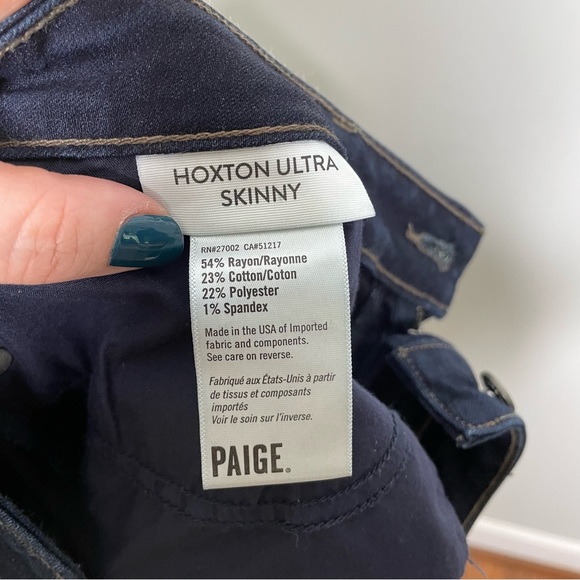 HOXTON ULTRA
SKINNY
RN#27002 CA#51217
54% Rayon/Rayonne
23% Cotton/Coton
22% Polyester
1% Spandex
Made in the USA of Imported
fabric and components.
See care on reverse.
Fabriqué aux États-Unis à partir
de tissus et composants
importés
Voir le soin sur l'inverse.
PAIGE®